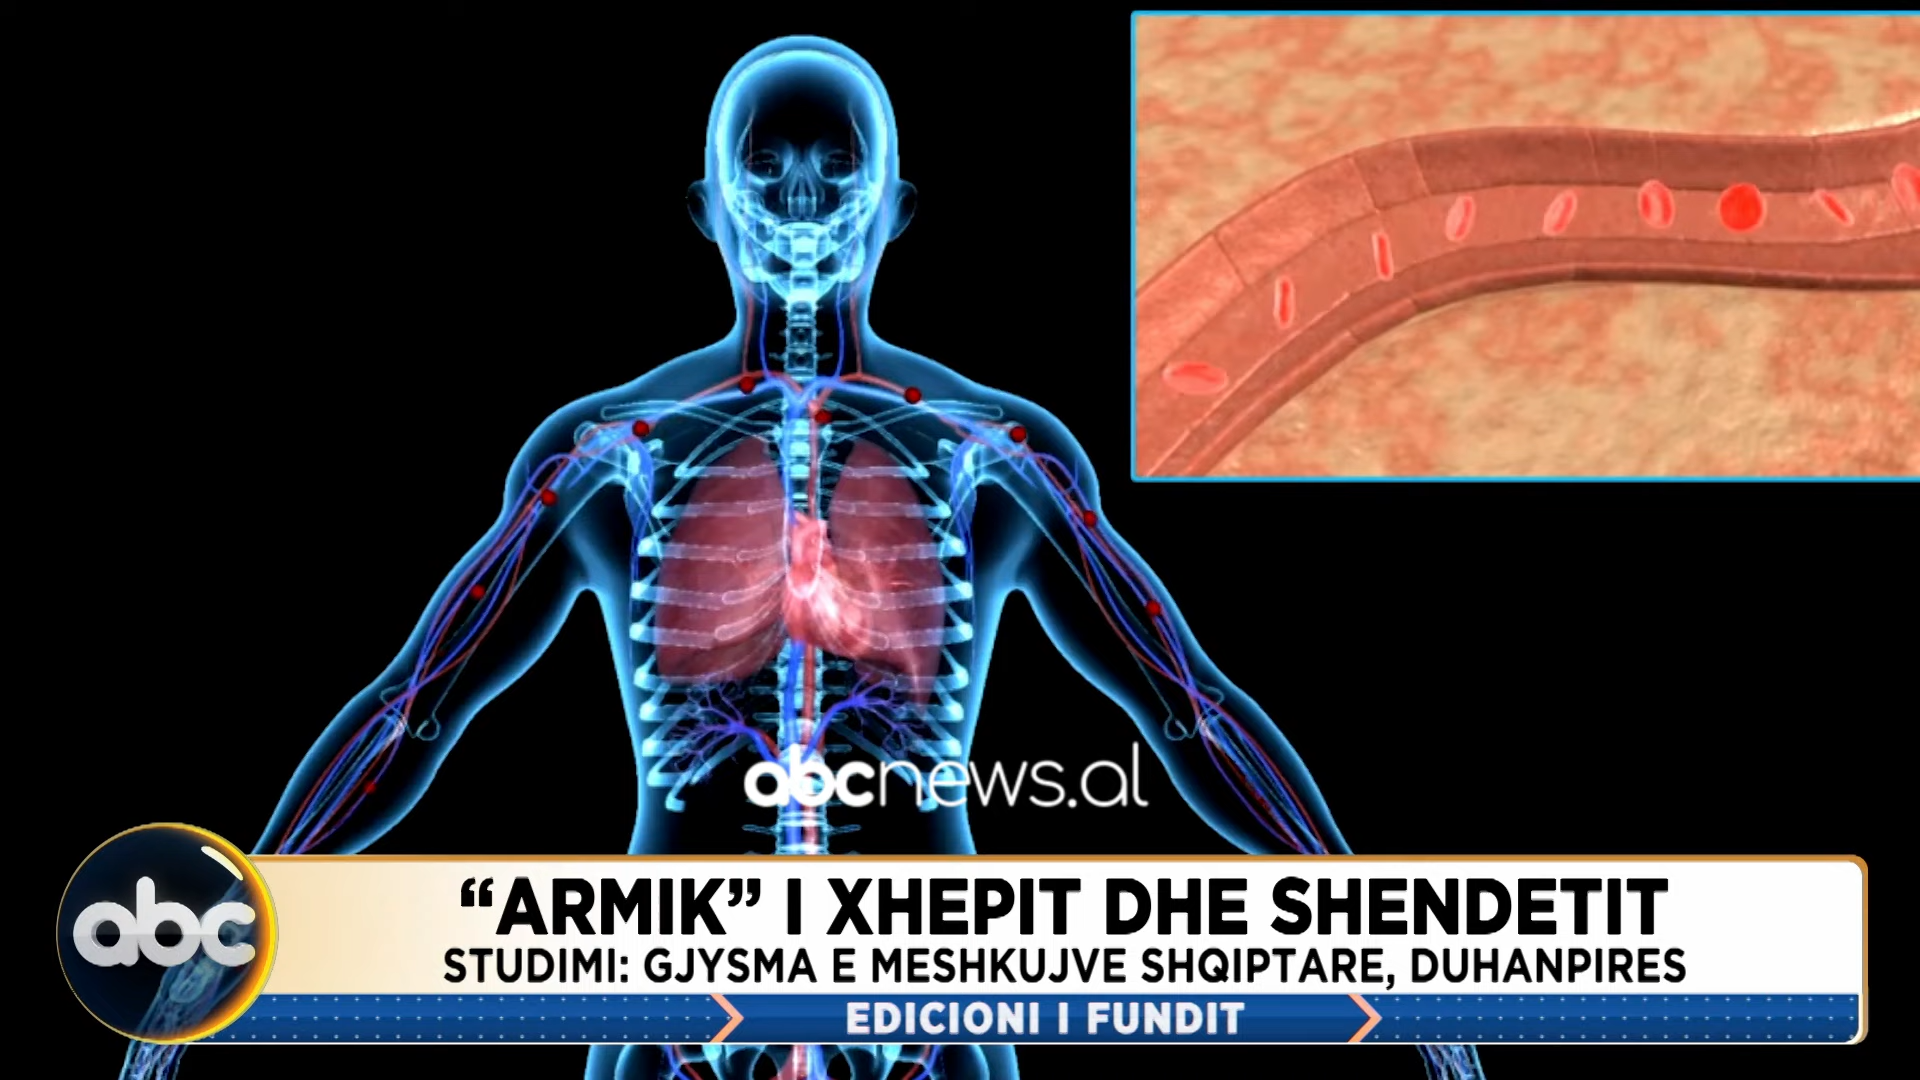 abcnews.al
abc
“ARMIK” I XHEPIT DHE SHENDETIT
STUDIMI: GJYSMA E MESHKUJVE SHQIPTARE, DUHANPIRES
EDICIONI I FUNDIT